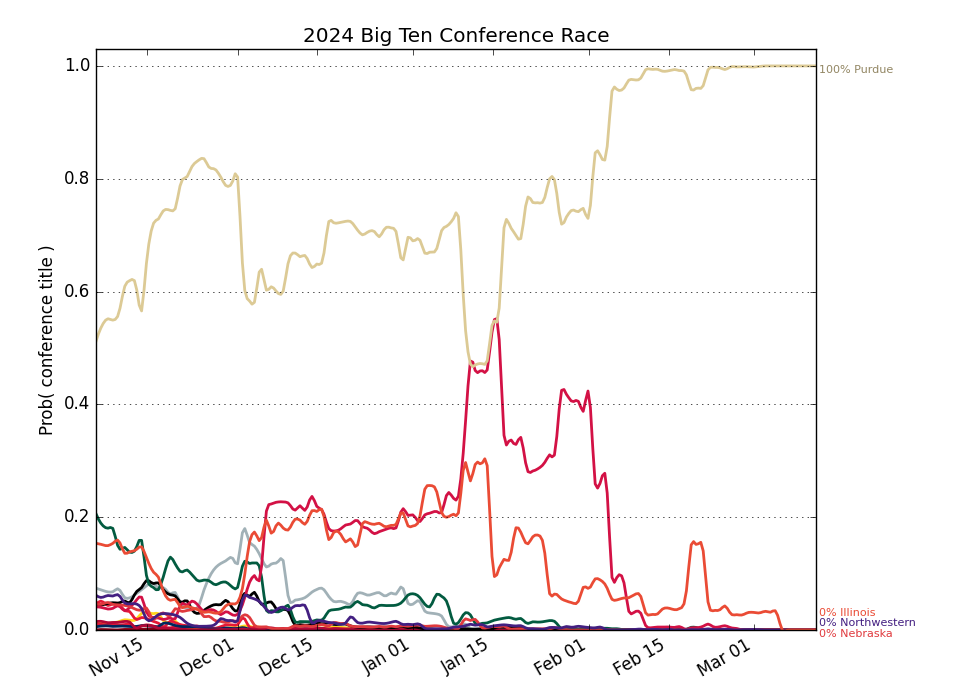 2024 Big Ten Conference Race
Prob( conference title )
1.0
0.8
0.6
0.4
0.2
0.0
100% Purdue
0% Illinois
0% Northwestern
0% Nebraska
Nov 15
Dec 01
Dec 15
Jan 01
Jan 15
Feb 01
Feb 15
Mar 01